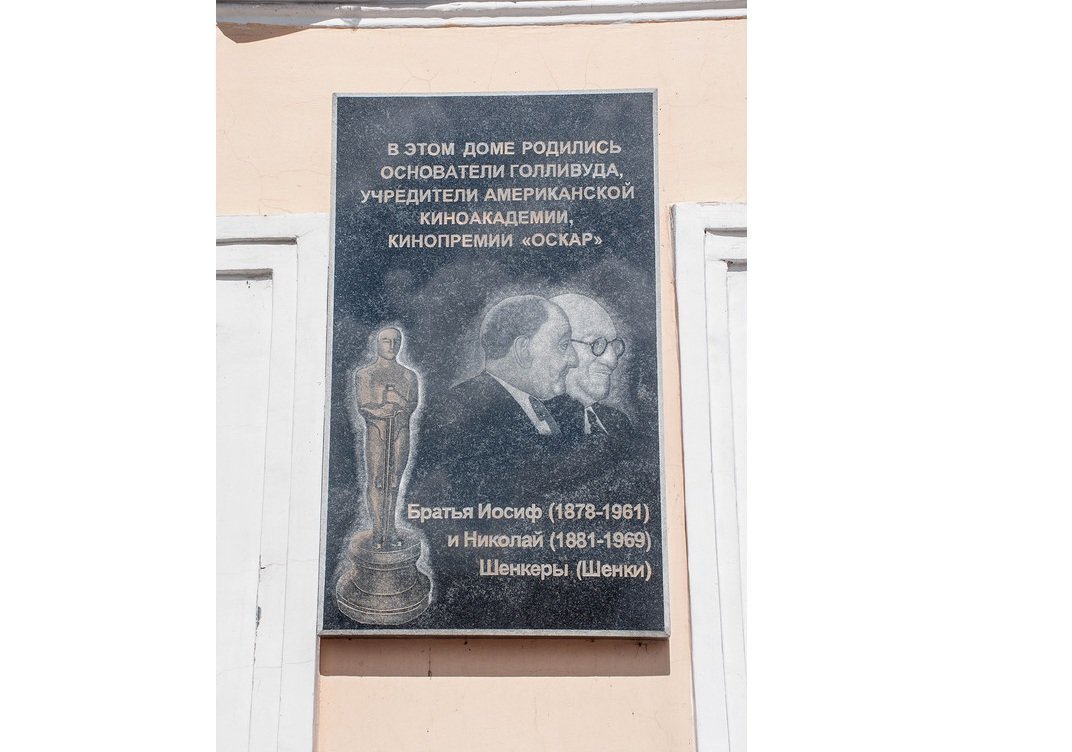 В ЭТОМ ДОМЕ РОДИЛИСЬ
ОСНОВАТЕЛИ ГОЛЛИВУДА,
УЧРЕДИТЕЛИ АМЕРИКАНСКОЙ
КИНОАКАДЕМИИ,
КИНОПРЕМИИ «ОСКАР»
Братья Иосиф (1878-1961)
и Николай (1881-1969)
Шенкеры (Шенки)